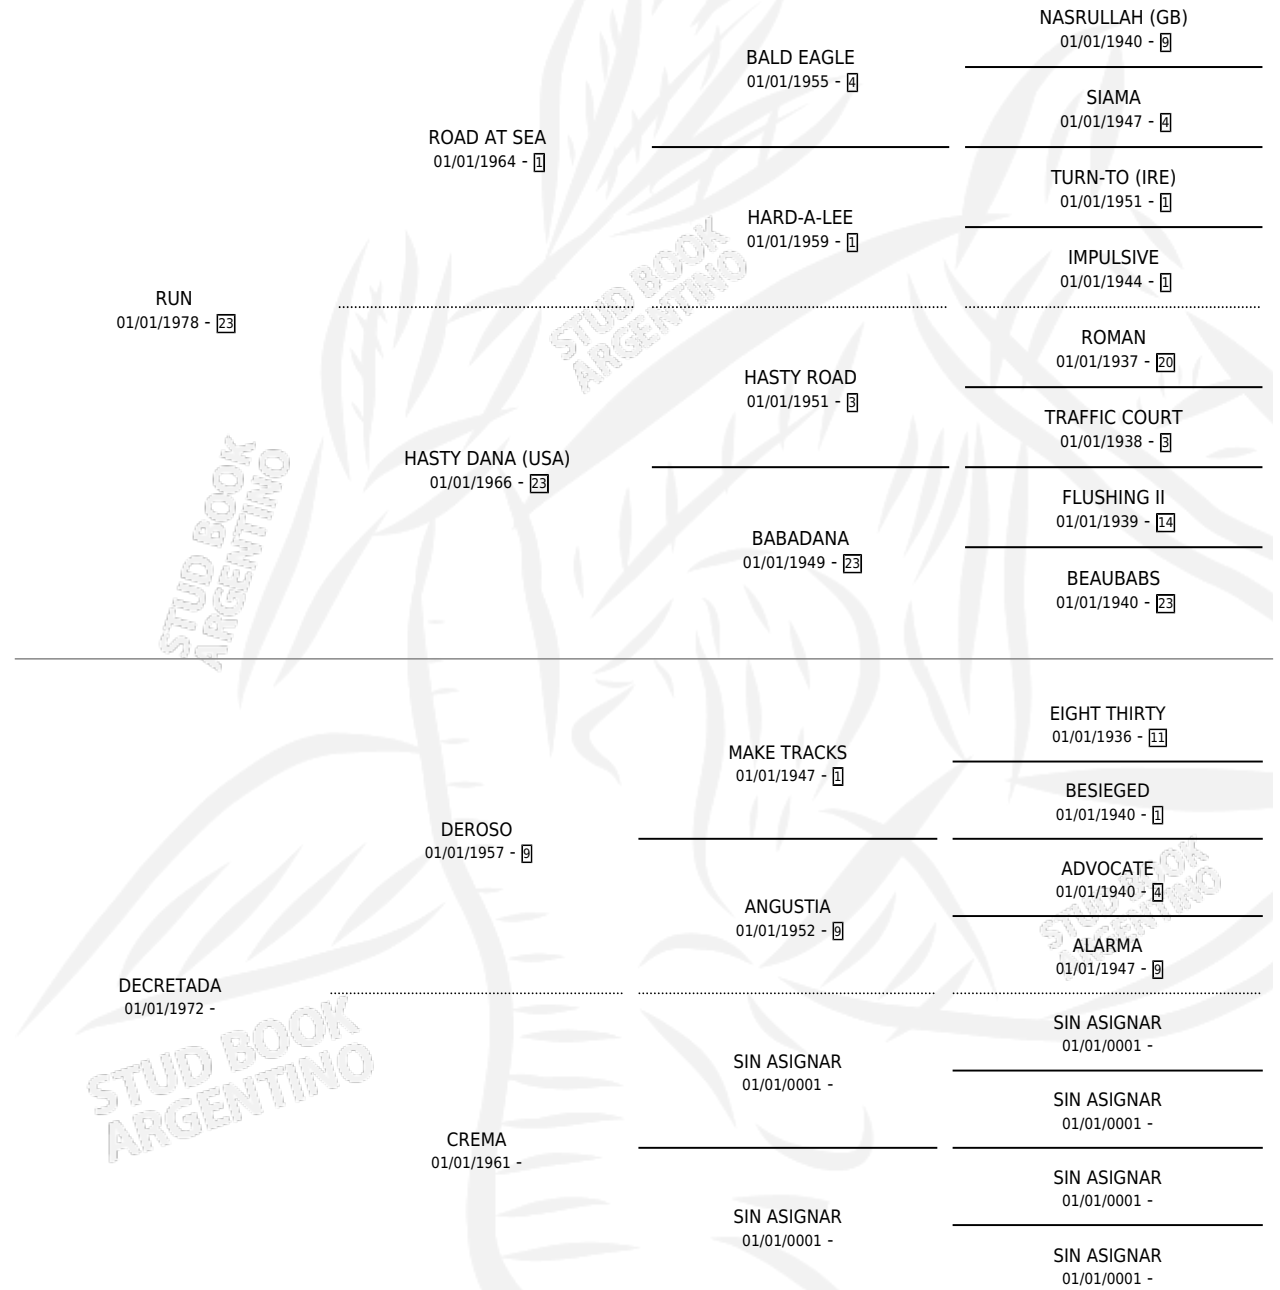 NASRULLAH (GB)
01/01/1940 - 9
BALD EAGLE
01/01/1955 - 4
SIAMA
01/01/1947 - 4
ROAD AT SEA
01/01/1964 - 1
TURN-TO (IRE)
01/01/1951 - 1
HARD-A-LEE
01/01/1959 - 1
IMPULSIVE
01/01/1944 - 1
RUN
01/01/1978 - 23
ROMAN
01/01/1937 - 20
HASTY ROAD
01/01/1951 - 3
TRAFFIC COURT
01/01/1938 - 3
HASTY DANA (USA)
01/01/1966 - 23
FLUSHING II
01/01/1939 - 14
BABADANA
01/01/1949 - 23
BEAUBABS
01/01/1940 - 23
EIGHT THIRTY
01/01/1936 - 11
MAKE TRACKS
01/01/1947 - 1
BESIEGED
01/01/1940 - 1
DEROSO
01/01/1957 - 9
ADVOCATE
01/01/1940 - 4
ANGUSTIA
01/01/1952 - 9
ALARMA
01/01/1947 - 9
DECRETADA
01/01/1972 -
SIN ASIGNAR
01/01/0001 -
SIN ASIGNAR
01/01/0001 -
SIN ASIGNAR
01/01/0001 -
CREMA
01/01/1961 -
SIN ASIGNAR
01/01/0001 -
SIN ASIGNAR
01/01/0001 -
SIN ASIGNAR
01/01/0001 -
STUD BOOK
ARGENTINO
STUD BOOK
ARGENTINO
STUD BOOK
ARGENTINO
STUD BOOK
ARGENTINO